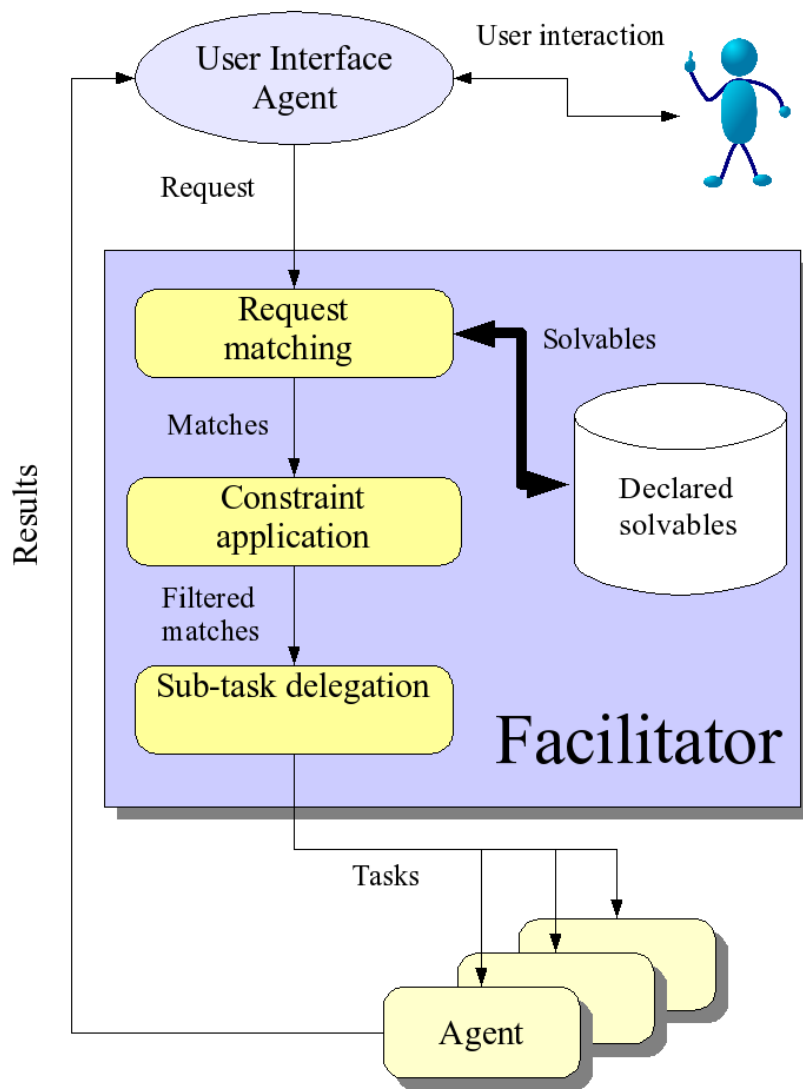 User interaction
User Interface
Agent
Request
Request
matching
Solvables
Matches
Declared
solvables
Constraint
application
Results
Filtered
matches
Sub-task delegation
Facilitator
Tasks
Agent